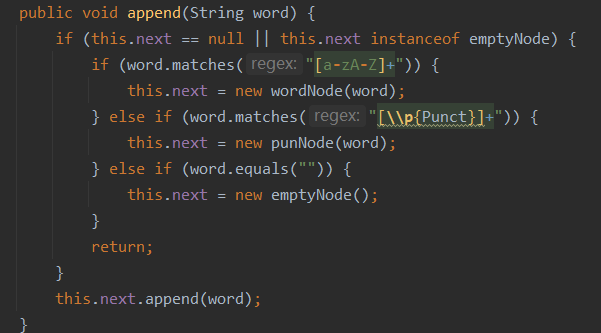 public void append(String word) {
if (this.next == null || this.next instanceof emptyNode) {
if (word.matches( regex: "[a-zA-Z]+")) {
this.next = new wordNode(word);
} else if (word.matches( regex: "[\\p{Punct}]+")) {
this.next = new punNode(word);
} else if (word.equals("")) {
this.next = new emptyNode();
}
return;
}
this.next.append(word);
}